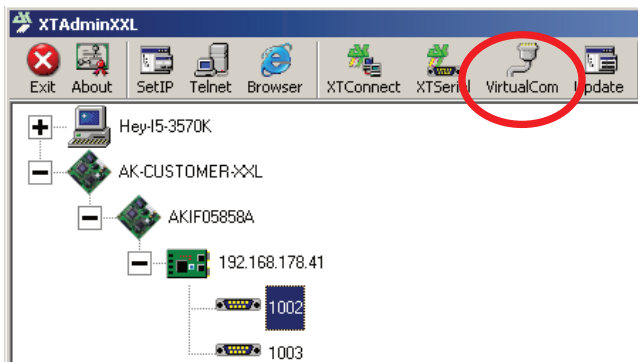 XTAdminXXL
Exit About SetIP Telnet Browser XTConnect XTSerial VirtualCom Update
Hey-I5-3570K
AK-CUSTOMER-XXL
AKIF05858A
192.168.178.41
1002
1003